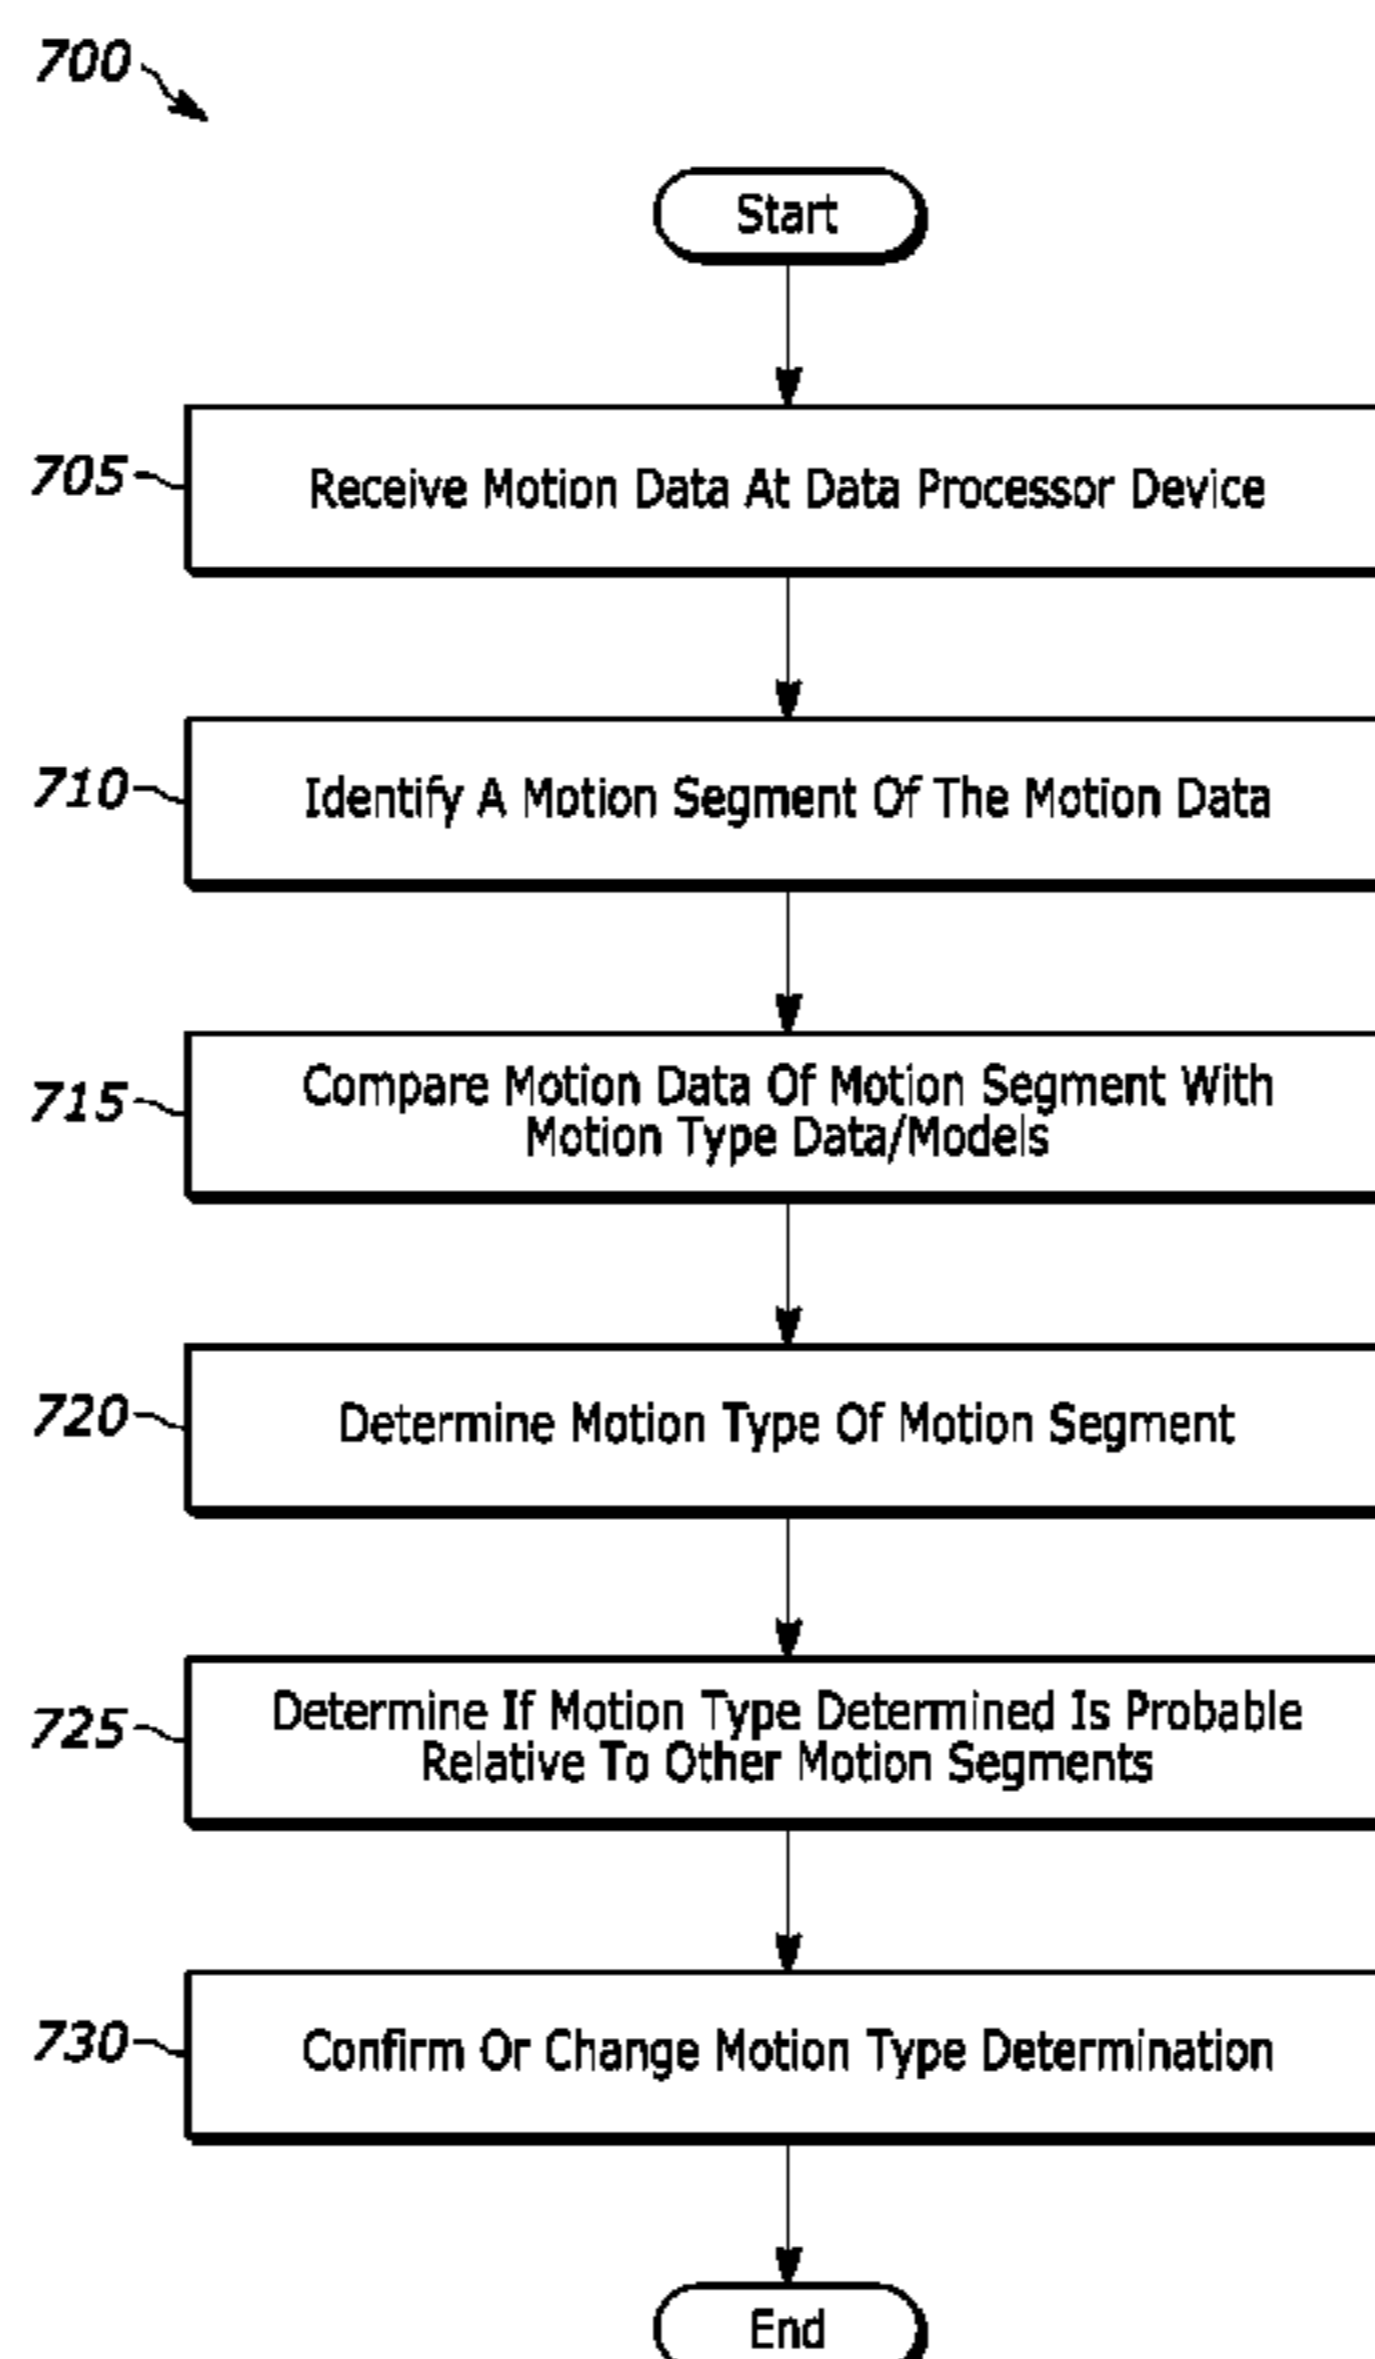 700
Start
705
Receive Motion Data At Data Processor Device
710
Identify A Motion Segment Of The Motion Data
715
Compare Motion Data Of Motion Segment With
Motion Type Data/Models
720
Determine Motion Type Of Motion Segment
725
Determine If Motion Type Determined Is Probable
Relative To Other Motion Segments
730
Confirm Or Change Motion Type Determination
End